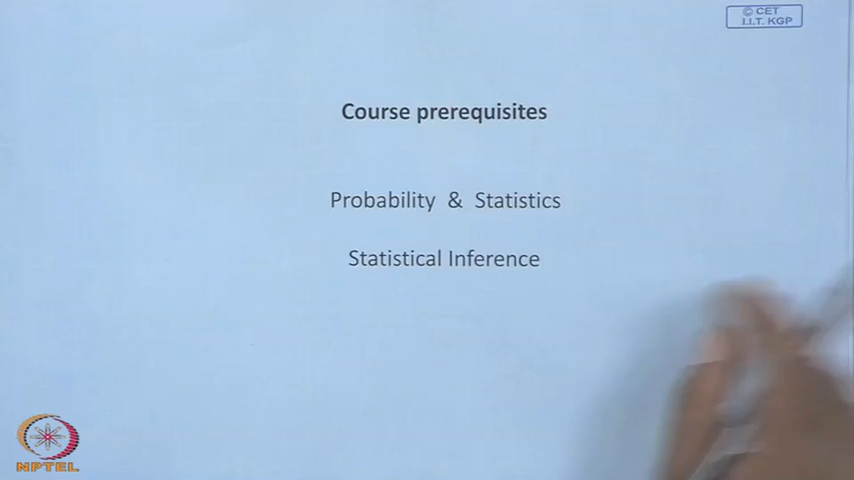 © CET
I.I.T. KGP
Course prerequisites
Probability & Statistics
Statistical Inference
NPTEL